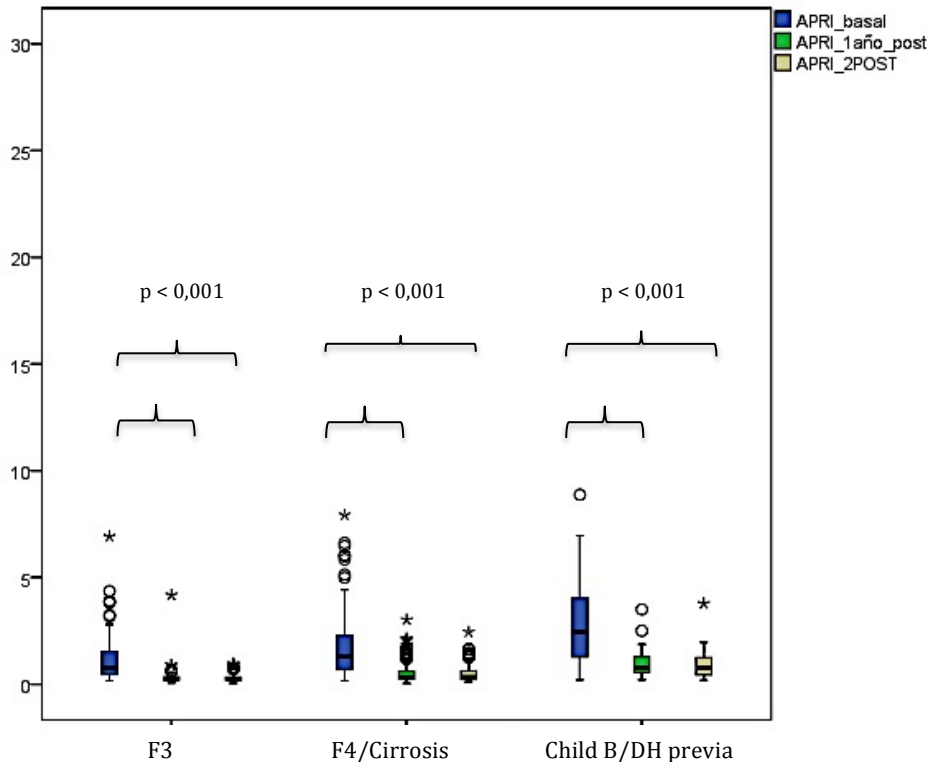 APRI_basal
APRI_1año_post
APRI_2POST
30
25
20
15
10
5
0
p < 0,001 p < 0,001 p < 0,001
F3 F4/Cirrosis Child B/DH previa